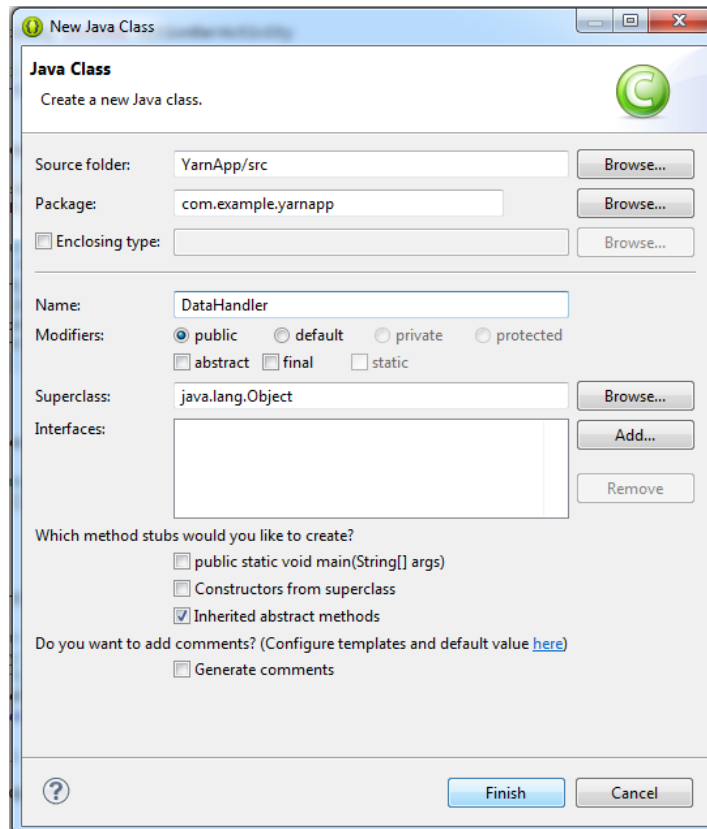 New Java Class
Java Class
Create a new Java class.
C
Source folder: YarnApp/src Browse...
Package: com.example.yarnapp Browse...
Enclosing type: Browse...
Name: DataHandler
Modifiers: public default private protected
abstract final static
Superclass: java.lang.Object Browse...
Interfaces: Add...
Remove
Which method stubs would you like to create?
public static void main(String[] args)
Constructors from superclass
Inherited abstract methods
Do you want to add comments? (Configure templates and default value here)
Generate comments
? Finish Cancel